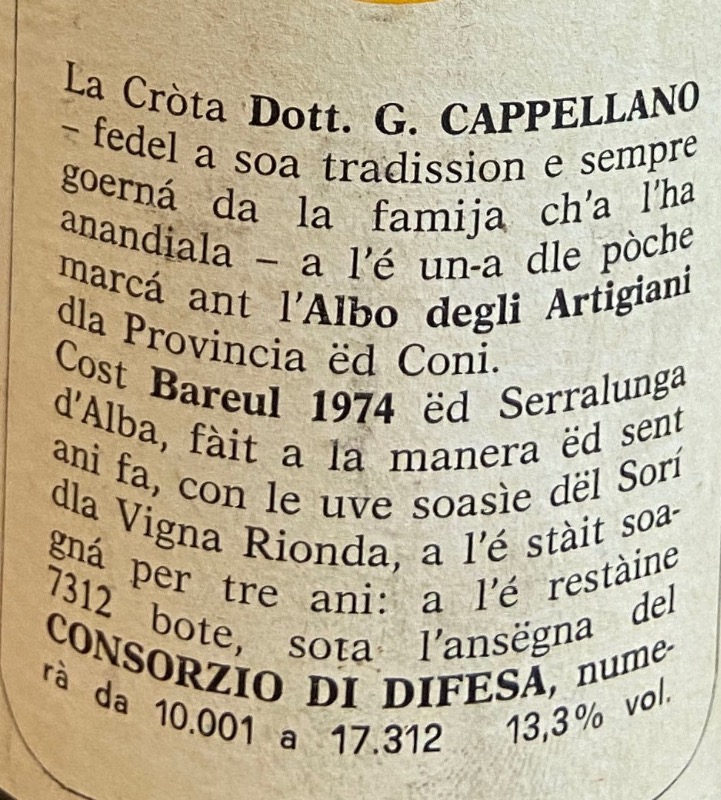 La Cròta Dott. G. CAPPELLANO
– fedel a soa tradission e sempre
goerná da la famija ch'a l'ha
anandiala – a l'é un-a dle pòche
marcá ant l'Albo degli Artigiani
dla Provincia ëd Coni.
Cost Bareul 1974 ëd Serralunga
d'Alba, fàit a la manera ëd sent
ani fa, con le uve soasìe dël Sorí
dla Vigna Rionda, a l'é stàit soa-
gná per tre ani: a l'é restàine
7312 bote, sota l'ansëgna del
CONSORZIO DI DIFESA, nume-
rà da 10.001 a 17.312 13,3% vol.